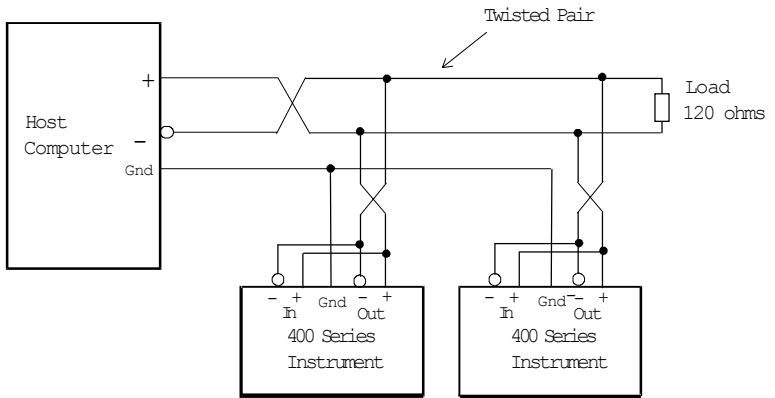 Twisted Pair
+
Load
120 ohms
Host
Computer
−
Gnd
− + Gnd − +
In Out
400 Series
Instrument
− + Gnd − − +
In Out
400 Series
Instrument